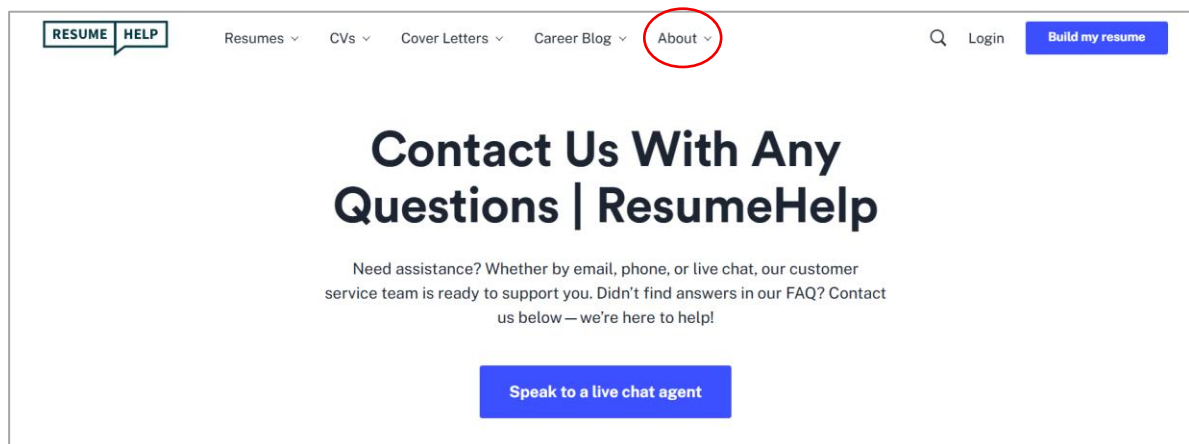 RESUME HELP
Resumes CVs Cover Letters Career Blog About Login Build my resume
Contact Us With Any
Questions | ResumeHelp
Need assistance? Whether by email, phone, or live chat, our customer
service team is ready to support you. Didn’t find answers in our FAQ? Contact
us below—we’re here to help!
Speak to a live chat agent